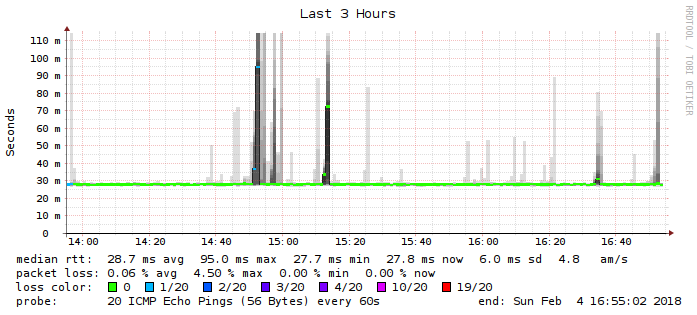 Last 3 Hours
RRDTOOL / TOBI OETIKER
Seconds
110 m
100 m
90 m
80 m
70 m
60 m
50 m
40 m
30 m
20 m
10 m
0
14:00 14:20 14:40 15:00 15:20 15:40 16:00 16:20 16:40
median rtt: 28.7 ms avg 95.0 ms max 27.7 ms min 27.8 ms now 6.0 ms sd 4.8 am/s
packet loss: 0.06 % avg 4.50 % max 0.00 % min 0.00 % now
loss color: 0 1/20 2/20 3/20 4/20 10/20 19/20
probe: 20 ICMP Echo Pings (56 Bytes) every 60s end: Sun Feb 4 16:55:02 2018